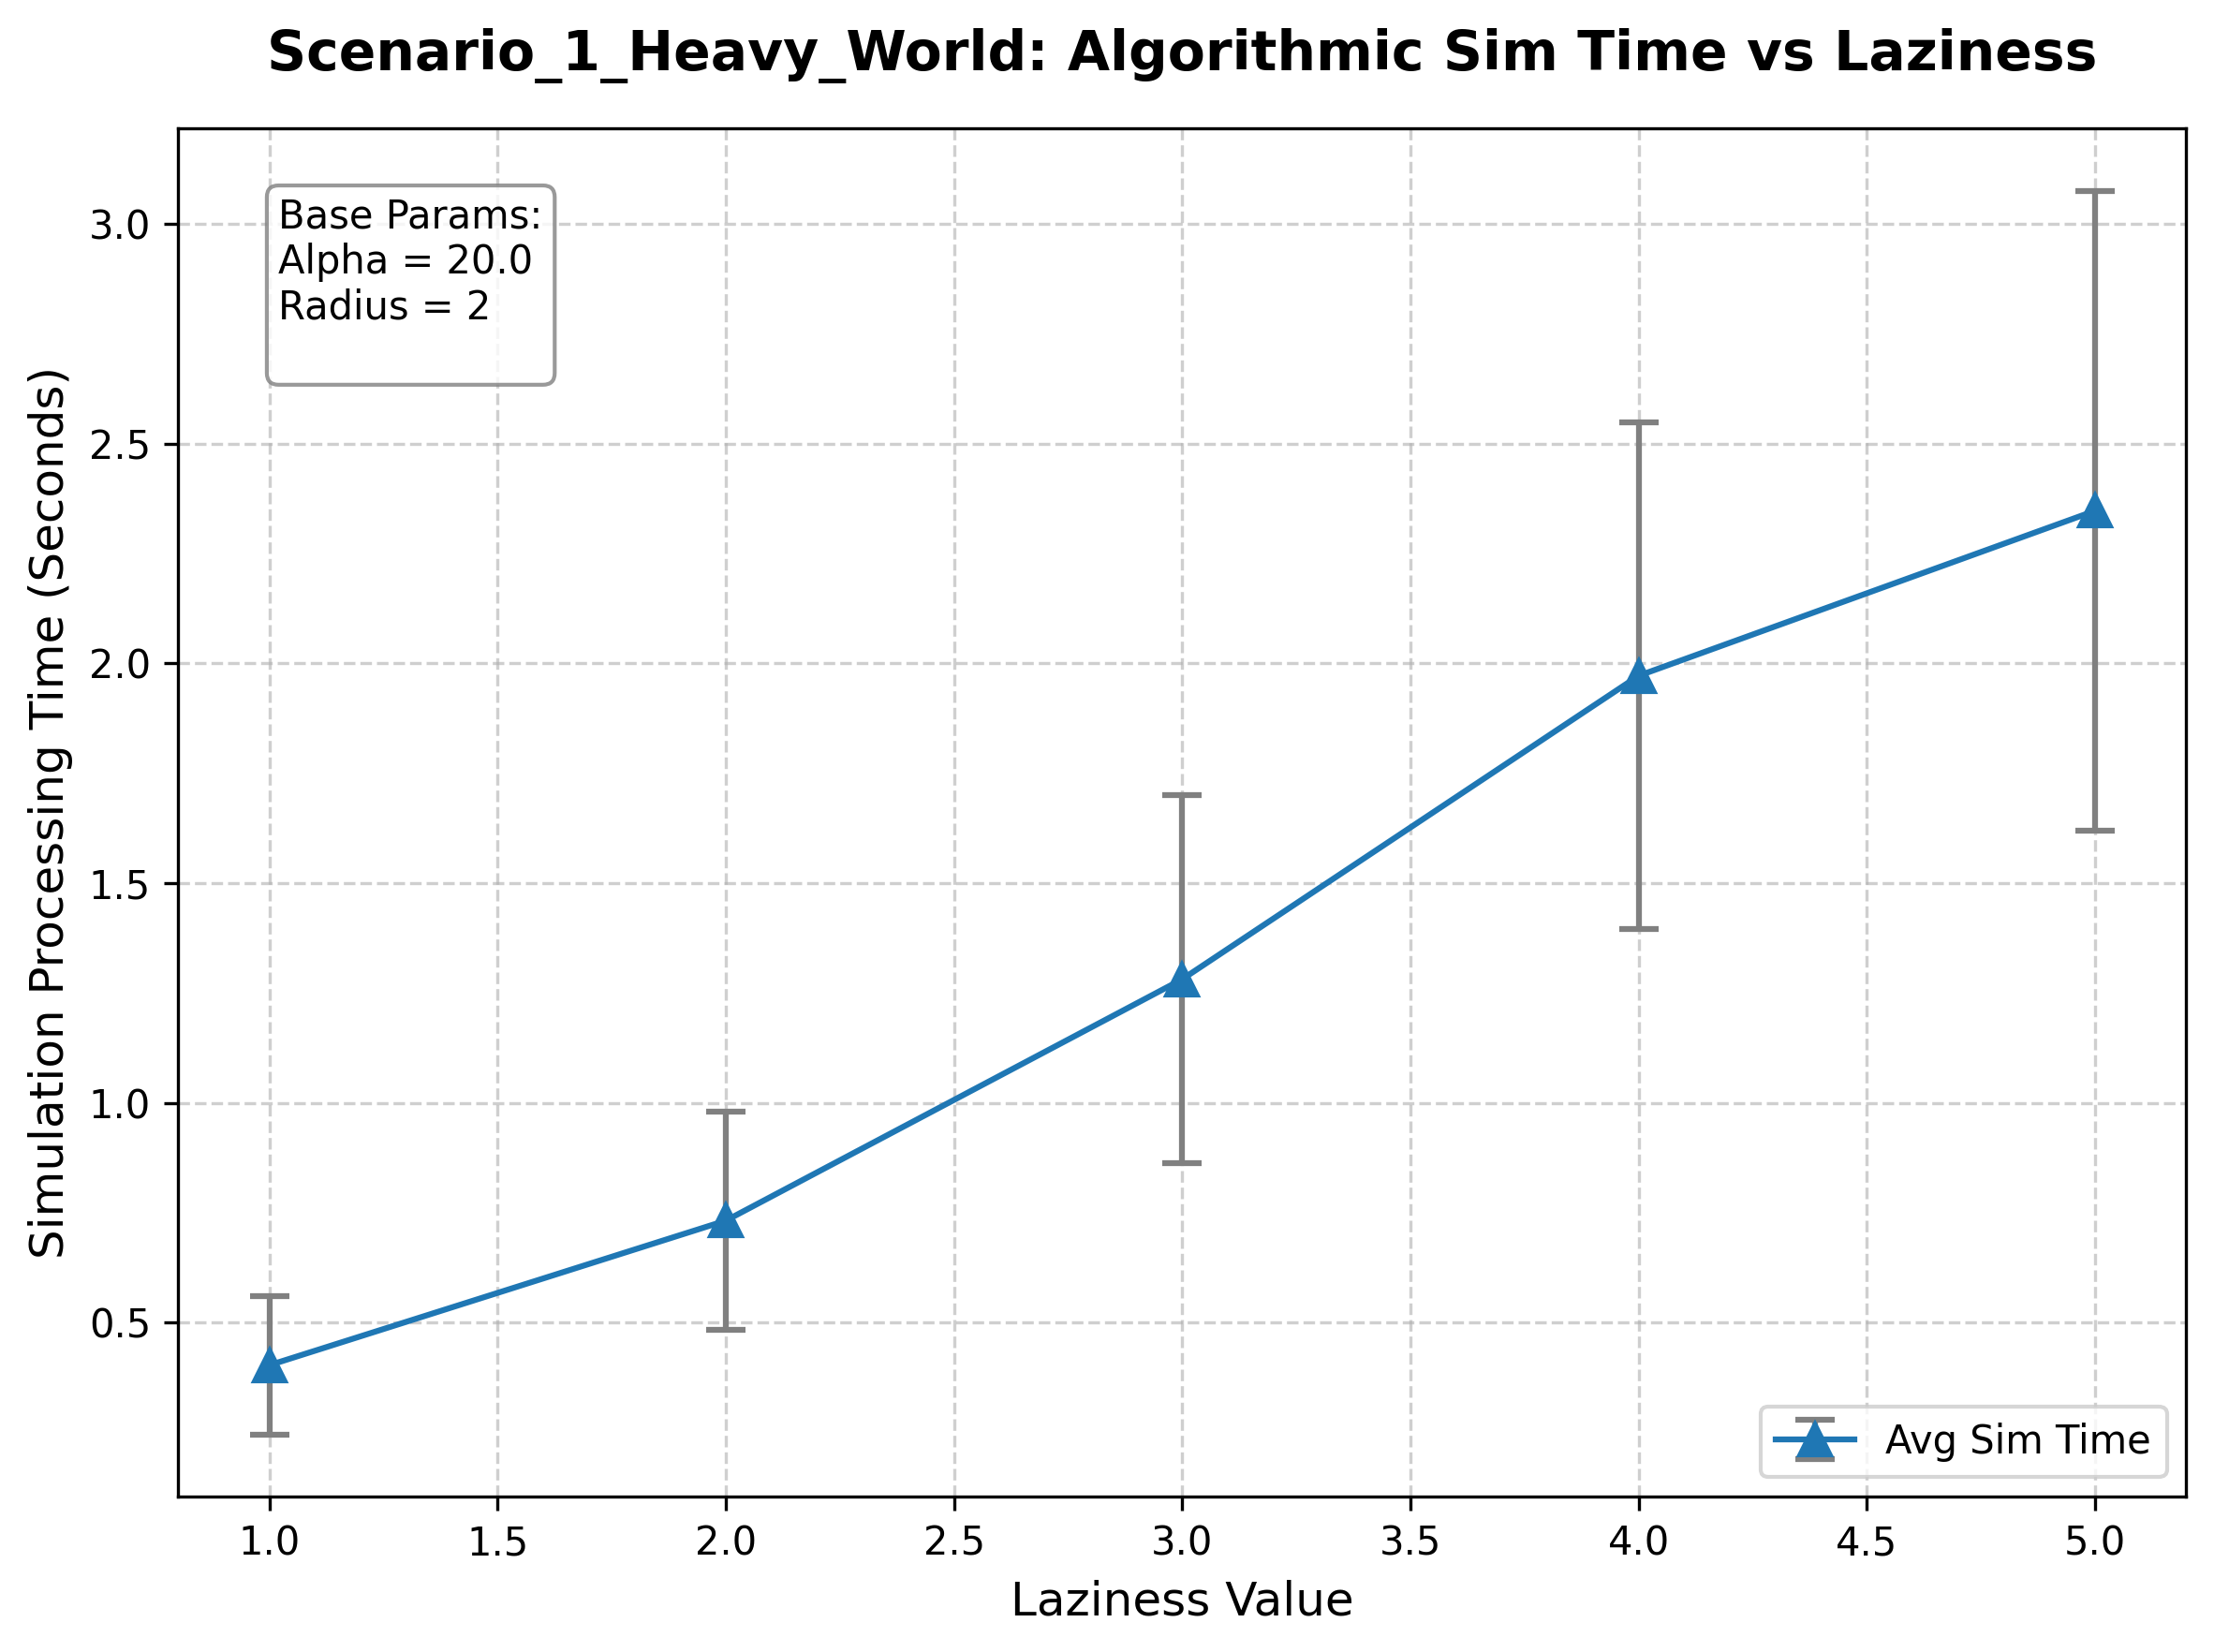 Scenario_1_Heavy_World: Algorithmic Sim Time vs Laziness
Base Params:
Alpha = 20.0
Radius = 2
Simulation Processing Time (Seconds)
3.0
2.5
2.0
1.5
1.0
0.5
Avg Sim Time
1.0 1.5 2.0 2.5 3.0 3.5 4.0 4.5 5.0
Laziness Value